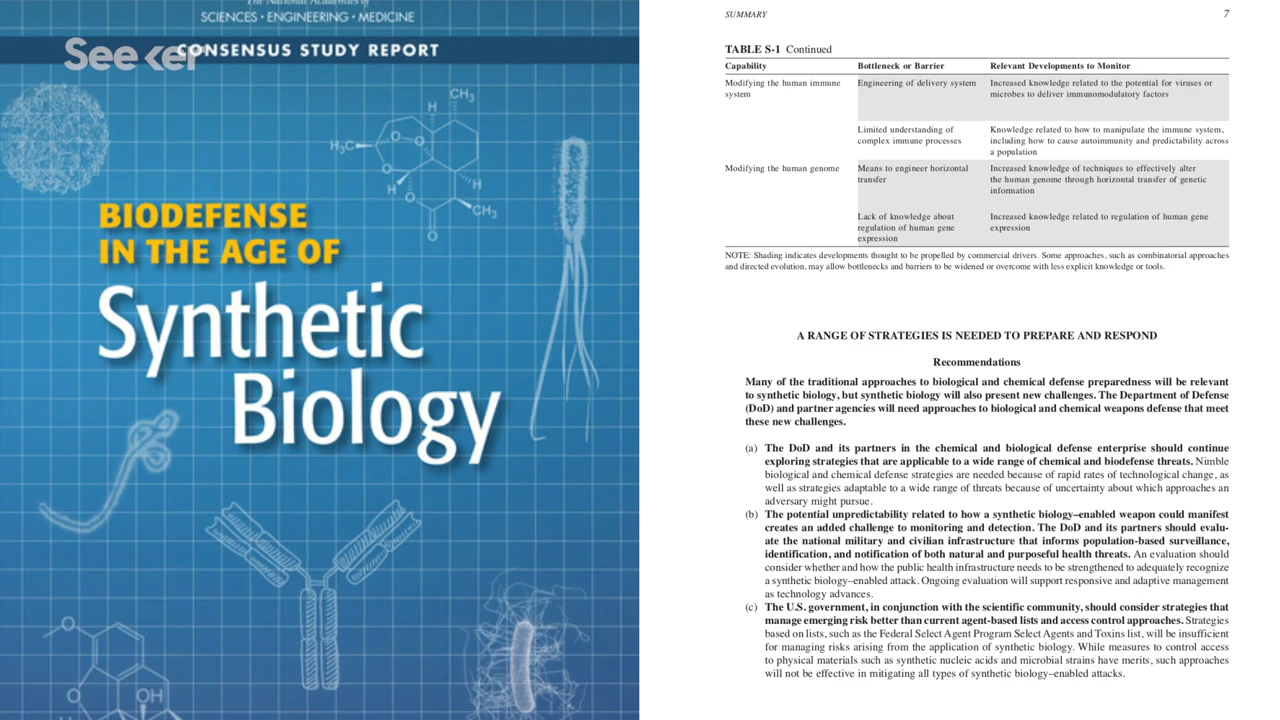 The National Academies of
SCIENCES • ENGINEERING • MEDICINE
CONSENSUS STUDY REPORT
Seeker
CH₃
H
H₃C
O
O
O
H
O
H
CH₃
O
BIODEFENSE
IN THE AGE OF
Synthetic
Biology
O
O
OH
SUMMARY
7
TABLE S-1 Continued
Capability
Bottleneck or Barrier
Relevant Developments to Monitor
Modifying the human immune
system
Engineering of delivery system
Increased knowledge related to the potential for viruses or
microbes to deliver immunomodulatory factors
Limited understanding of
complex immune processes
Knowledge related to how to manipulate the immune system,
including how to cause autoimmunity and predictability across
a population
Modifying the human genome
Means to engineer horizontal
transfer
Increased knowledge of techniques to effectively alter
the human genome through horizontal transfer of genetic
information
Lack of knowledge about
regulation of human gene
expression
Increased knowledge related to regulation of human gene
expression
NOTE: Shading indicates developments thought to be propelled by commercial drivers. Some approaches, such as combinatorial approaches
and directed evolution, may allow bottlenecks and barriers to be widened or overcome with less explicit knowledge or tools.
A RANGE OF STRATEGIES IS NEEDED TO PREPARE AND RESPOND
Recommendations
Many of the traditional approaches to biological and chemical defense preparedness will be relevant
to synthetic biology, but synthetic biology will also present new challenges. The Department of Defense
(DoD) and partner agencies will need approaches to biological and chemical weapons defense that meet
these new challenges.
(a) The DoD and its partners in the chemical and biological defense enterprise should continue
exploring strategies that are applicable to a wide range of chemical and biodefense threats. Nimble
biological and chemical defense strategies are needed because of rapid rates of technological change, as
well as strategies adaptable to a wide range of threats because of uncertainty about which approaches an
adversary might pursue.
(b) The potential unpredictability related to how a synthetic biology–enabled weapon could manifest
creates an added challenge to monitoring and detection. The DoD and its partners should evalu-
ate the national military and civilian infrastructure that informs population-based surveillance,
identification, and notification of both natural and purposeful health threats. An evaluation should
consider whether and how the public health infrastructure needs to be strengthened to adequately recognize
a synthetic biology–enabled attack. Ongoing evaluation will support responsive and adaptive management
as technology advances.
(c) The U.S. government, in conjunction with the scientific community, should consider strategies that
manage emerging risk better than current agent-based lists and access control approaches. Strategies
based on lists, such as the Federal Select Agent Program Select Agents and Toxins list, will be insufficient
for managing risks arising from the application of synthetic biology. While measures to control access
to physical materials such as synthetic nucleic acids and microbial strains have merits, such approaches
will not be effective in mitigating all types of synthetic biology–enabled attacks.